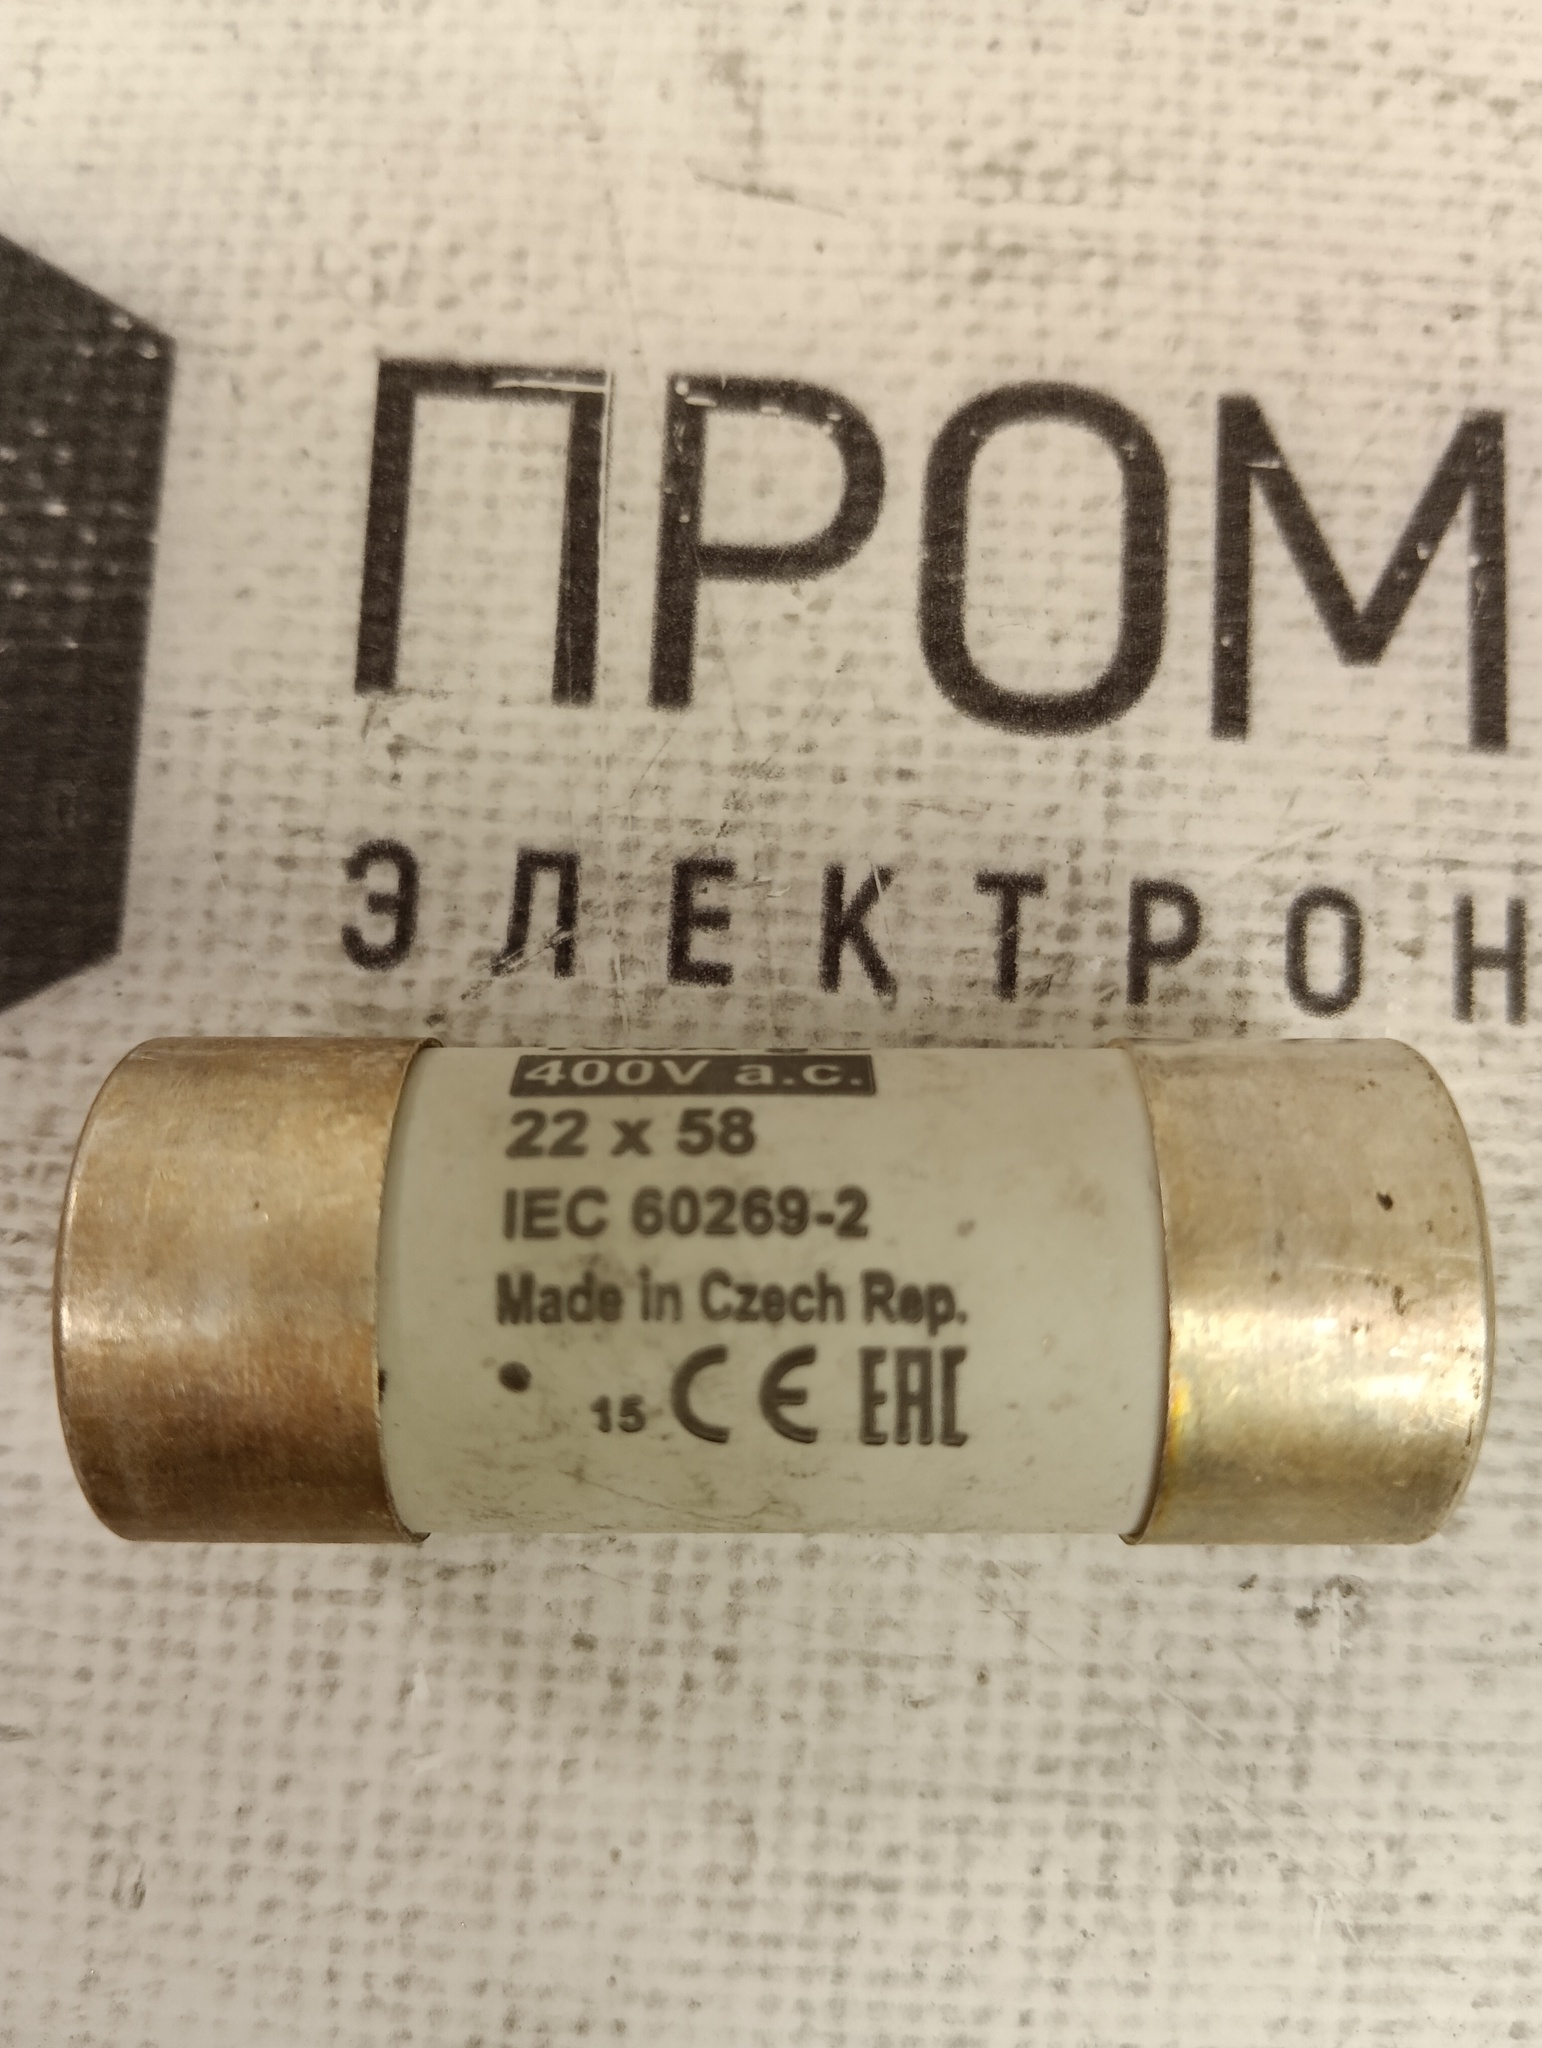 ПРОМ
ЭЛЕКТРОН
400V a.c.
22 x 58
IEC 60269-2
Made in Czech Rep.
15 CE EAC